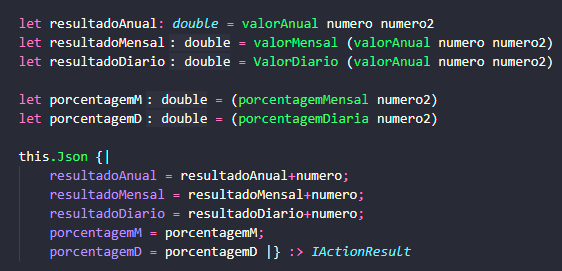 let resultadoAnual: double = valorAnual numero numero2
let resultadoMensal : double = valorMensal (valorAnual numero numero2)
let resultadoDiario : double = ValorDiario (valorAnual numero numero2)
let porcentagemM : double = (porcentagemMensal numero2)
let porcentagemD : double = (porcentagemDiaria numero2)
this.Json {|
resultadoAnual = resultadoAnual+numero;
resultadoMensal = resultadoMensal+numero;
resultadoDiario = resultadoDiario+numero;
porcentagemM = porcentagemM;
porcentagemD = porcentagemD |} :> IActionResult